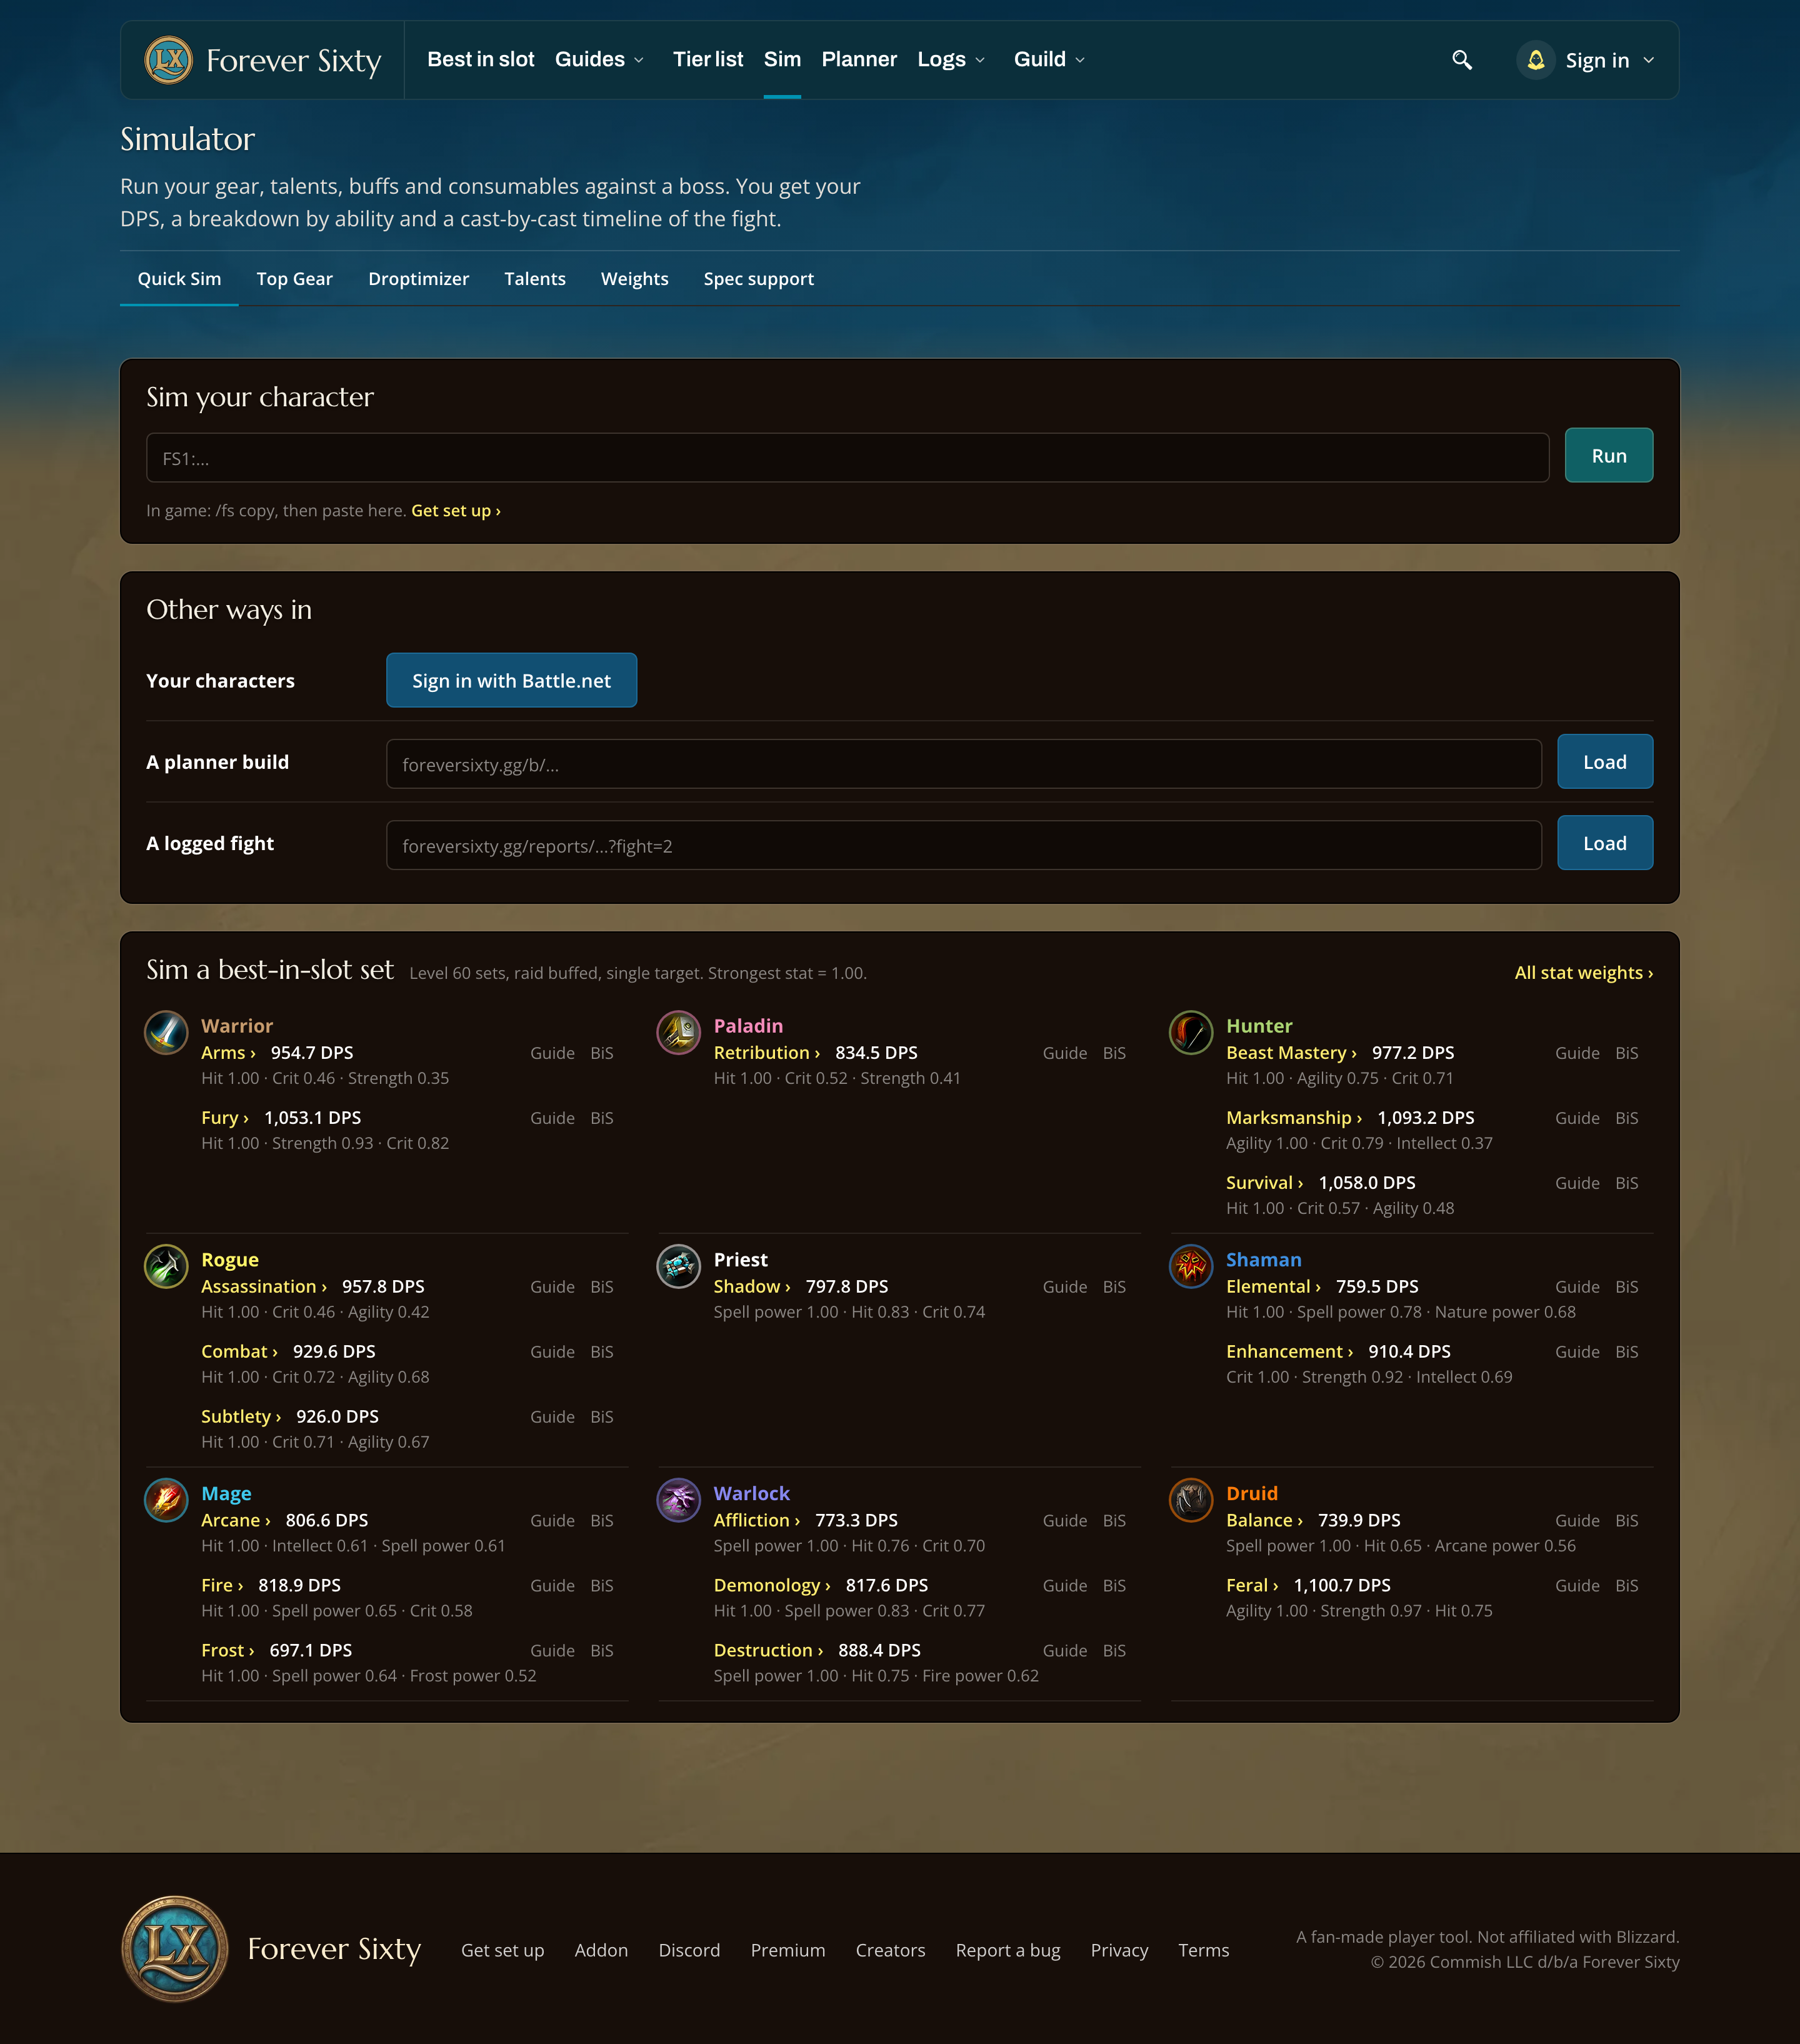 LX Forever Sixty
Best in slot Guides Tier list Sim Planner Logs Guild
Sign in
Simulator
Run your gear, talents, buffs and consumables against a boss. You get your
DPS, a breakdown by ability and a cast-by-cast timeline of the fight.
Quick Sim Top Gear Droptimizer Talents Weights Spec support
Sim your character
FS1:...
Run
In game: /fs copy, then paste here. Get set up ›
Other ways in
Your characters
Sign in with Battle.net
A planner build
foreversixty.gg/b/...
Load
A logged fight
foreversixty.gg/reports/...?fight=2
Load
Sim a best-in-slot set Level 60 sets, raid buffed, single target. Strongest stat = 1.00.
All stat weights ›
Warrior
Arms › 954.7 DPS Guide BiS
Hit 1.00 · Crit 0.46 · Strength 0.35
Fury › 1,053.1 DPS Guide BiS
Hit 1.00 · Strength 0.93 · Crit 0.82
Paladin
Retribution › 834.5 DPS Guide BiS
Hit 1.00 · Crit 0.52 · Strength 0.41
Hunter
Beast Mastery › 977.2 DPS Guide BiS
Hit 1.00 · Agility 0.75 · Crit 0.71
Marksmanship › 1,093.2 DPS Guide BiS
Agility 1.00 · Crit 0.79 · Intellect 0.37
Survival › 1,058.0 DPS Guide BiS
Hit 1.00 · Crit 0.57 · Agility 0.48
Rogue
Assassination › 957.8 DPS Guide BiS
Hit 1.00 · Crit 0.46 · Agility 0.42
Combat › 929.6 DPS Guide BiS
Hit 1.00 · Crit 0.72 · Agility 0.68
Subtlety › 926.0 DPS Guide BiS
Hit 1.00 · Crit 0.71 · Agility 0.67
Priest
Shadow › 797.8 DPS Guide BiS
Spell power 1.00 · Hit 0.83 · Crit 0.74
Shaman
Elemental › 759.5 DPS Guide BiS
Hit 1.00 · Spell power 0.78 · Nature power 0.68
Enhancement › 910.4 DPS Guide BiS
Crit 1.00 · Strength 0.92 · Intellect 0.69
Mage
Arcane › 806.6 DPS Guide BiS
Hit 1.00 · Intellect 0.61 · Spell power 0.61
Fire › 818.9 DPS Guide BiS
Hit 1.00 · Spell power 0.65 · Crit 0.58
Frost › 697.1 DPS Guide BiS
Hit 1.00 · Spell power 0.64 · Frost power 0.52
Warlock
Affliction › 773.3 DPS Guide BiS
Spell power 1.00 · Hit 0.76 · Crit 0.70
Demonology › 817.6 DPS Guide BiS
Hit 1.00 · Spell power 0.83 · Crit 0.77
Destruction › 888.4 DPS Guide BiS
Spell power 1.00 · Hit 0.75 · Fire power 0.62
Druid
Balance › 739.9 DPS Guide BiS
Spell power 1.00 · Hit 0.65 · Arcane power 0.56
Feral › 1,100.7 DPS Guide BiS
Agility 1.00 · Strength 0.97 · Hit 0.75
LX Forever Sixty
Get set up Addon Discord Premium Creators Report a bug Privacy Terms
A fan-made player tool. Not affiliated with Blizzard.
© 2026 Commish LLC d/b/a Forever Sixty